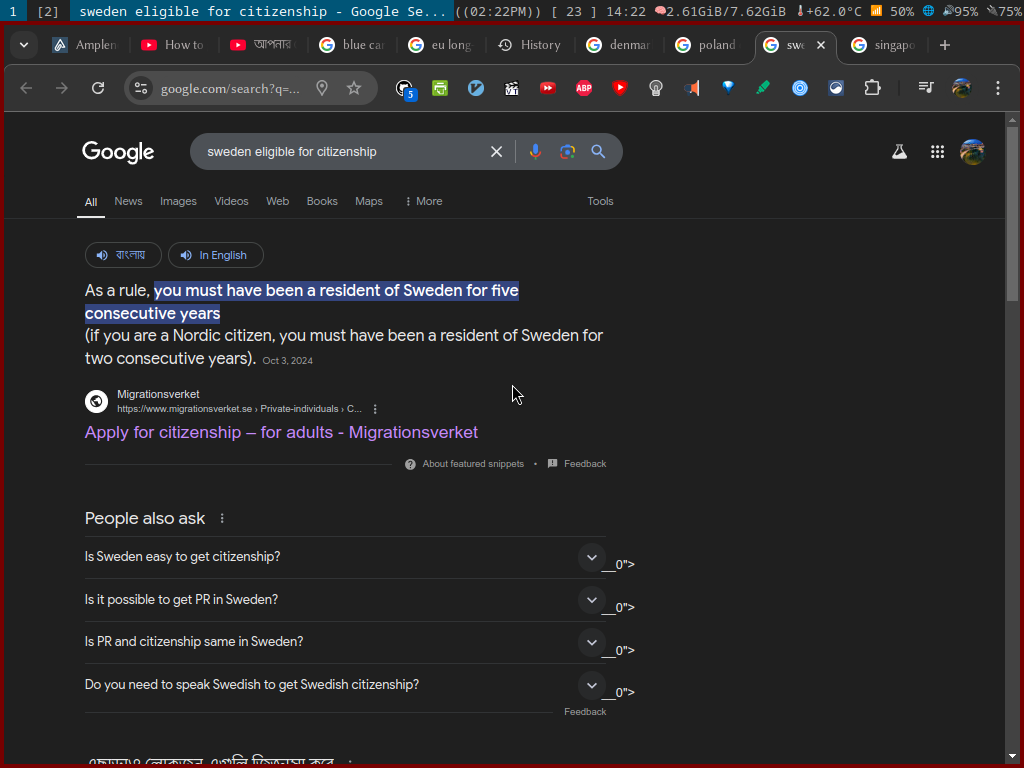 1 [2] sweden eligible for citizenship - Google Se... ((02:22PM)) [ 23 ] 14:22 2.61GiB/7.62GiB +62.0°C 50% 95% 75%
Amplen How to আপনার blue car eu long History denmar poland swe singapo
google.com/search?q=... 5 ABP
Google sweden eligible for citizenship
All News Images Videos Web Books Maps More Tools
বাংলায় In English
As a rule, you must have been a resident of Sweden for five
consecutive years
(if you are a Nordic citizen, you must have been a resident of Sweden for
two consecutive years). Oct 3, 2024
Migrationsverket
https://www.migrationsverket.se › Private-individuals › C...
Apply for citizenship – for adults - Migrationsverket
About featured snippets • Feedback
People also ask
Is Sweden easy to get citizenship?
__0">
Is it possible to get PR in Sweden?
__0">
Is PR and citizenship same in Sweden?
__0">
Do you need to speak Swedish to get Swedish citizenship?
__0">
Feedback